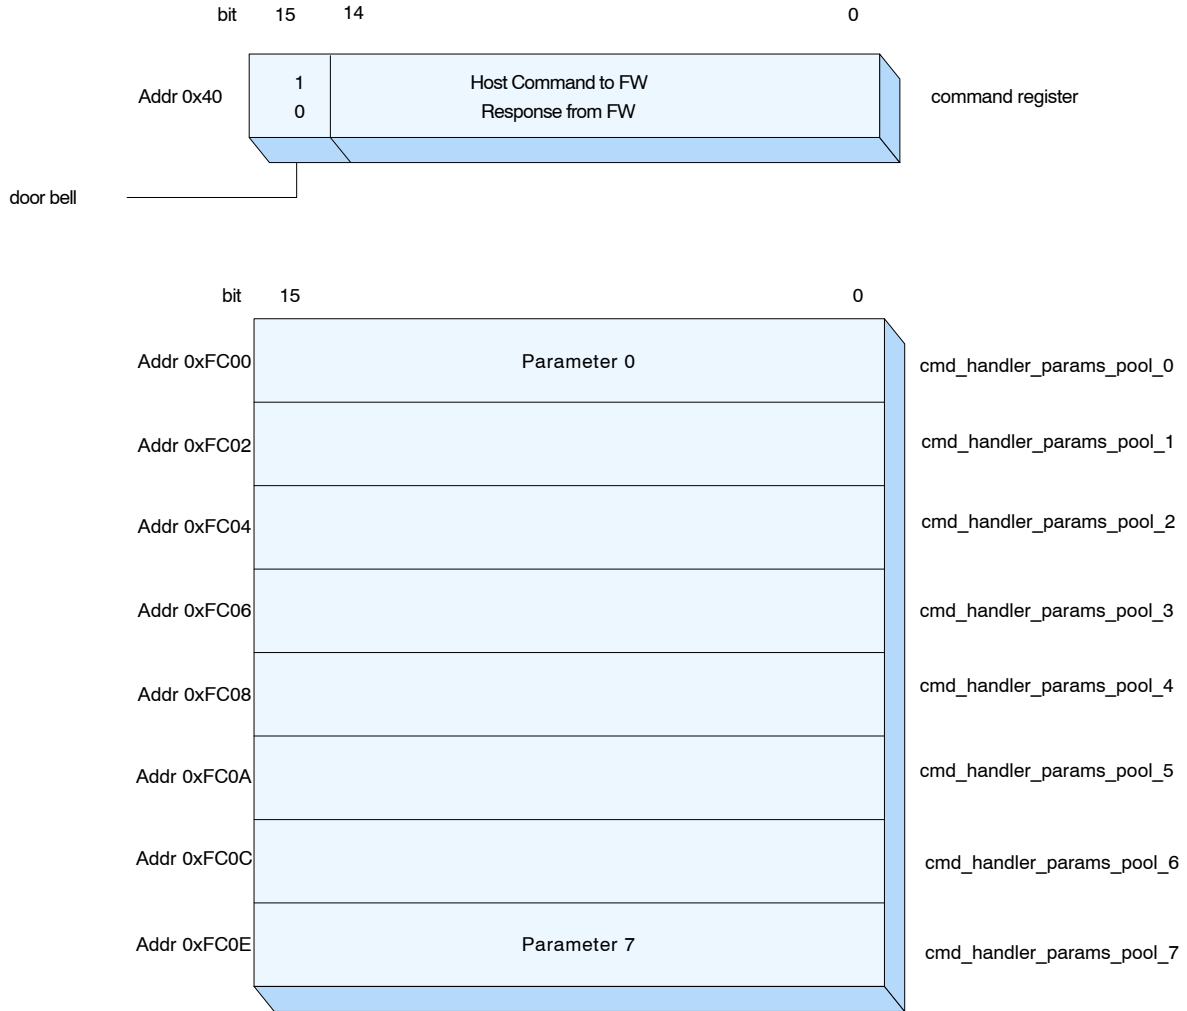 bit 15 14 0
Addr 0x40 1 Host Command to FW command register
0 Response from FW
door bell
bit 15 0
Addr 0xFC00 Parameter 0 cmd_handler_params_pool_0
Addr 0xFC02 cmd_handler_params_pool_1
Addr 0xFC04 cmd_handler_params_pool_2
Addr 0xFC06 cmd_handler_params_pool_3
Addr 0xFC08 cmd_handler_params_pool_4
Addr 0xFC0A cmd_handler_params_pool_5
Addr 0xFC0C cmd_handler_params_pool_6
Addr 0xFC0E Parameter 7 cmd_handler_params_pool_7